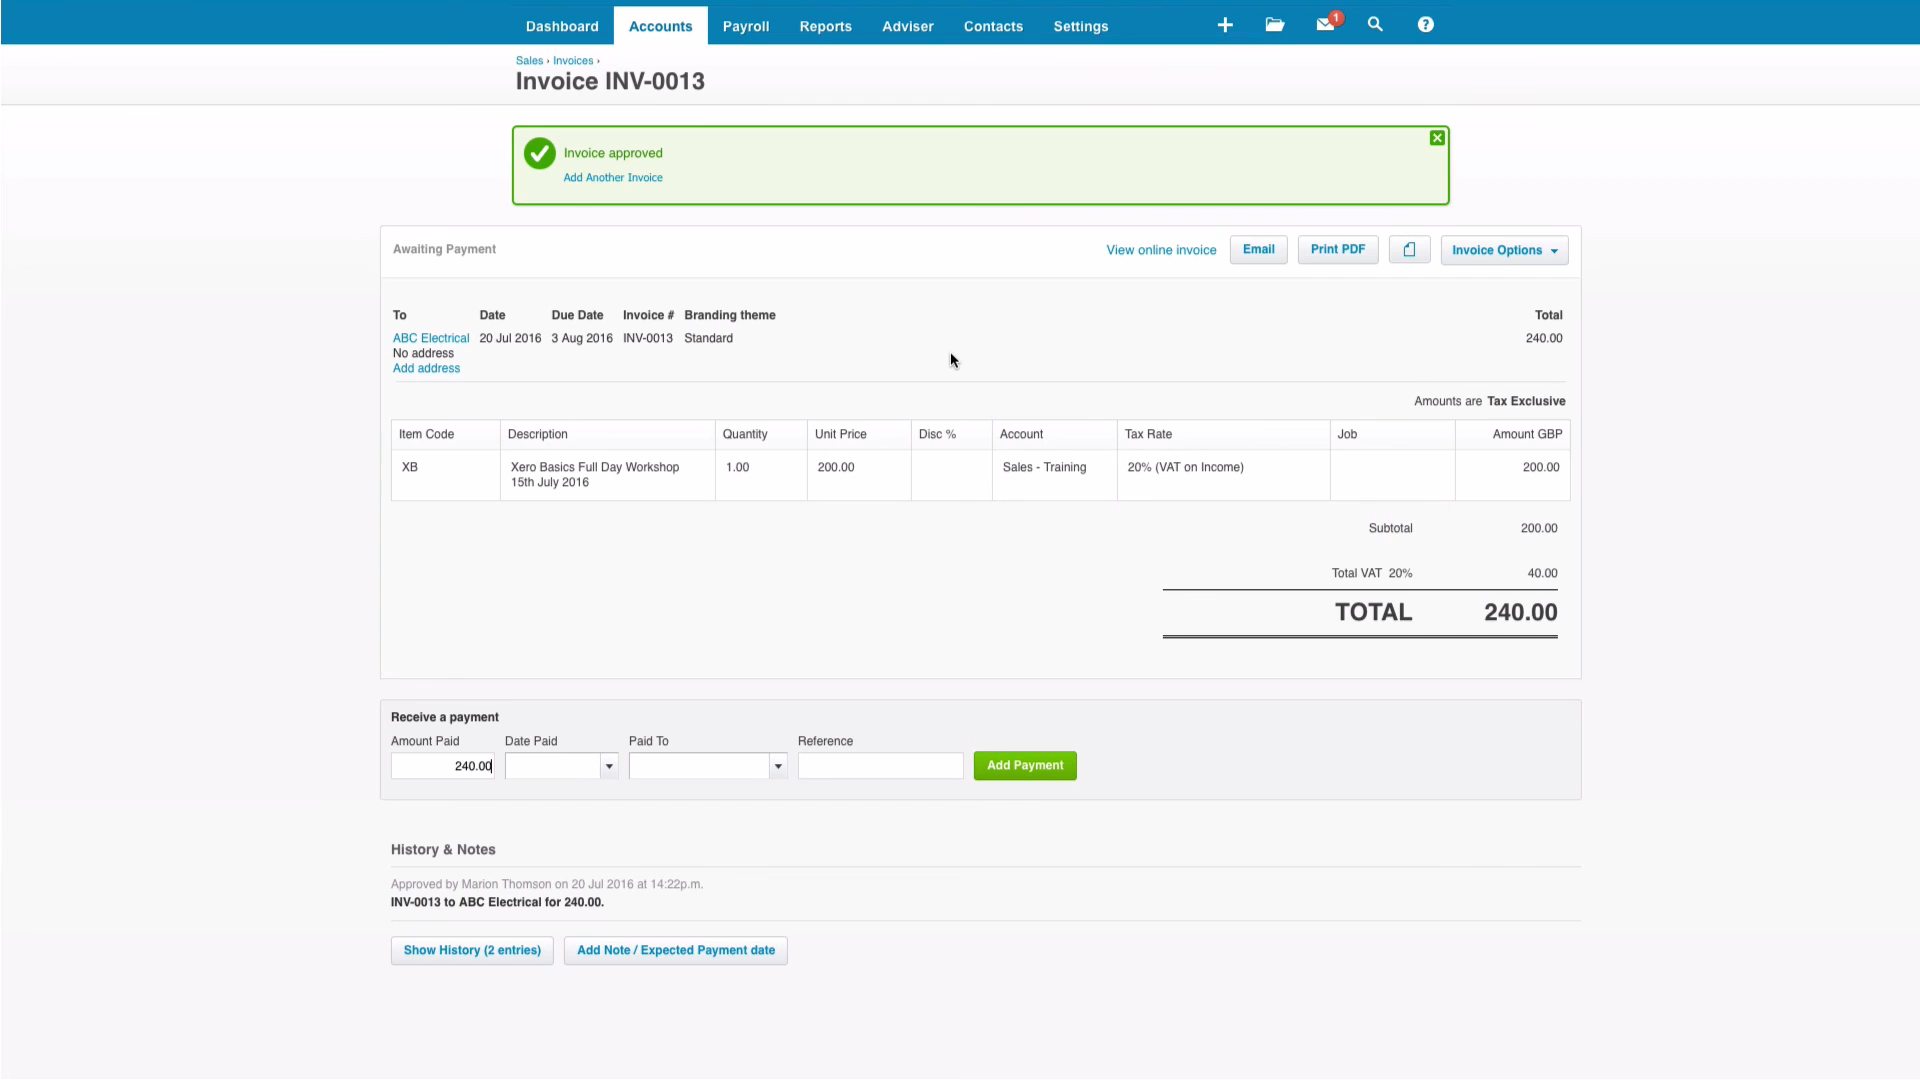 Dashboard Accounts Payroll Reports Adviser Contacts Settings 1
Sales › Invoices ›
Invoice INV-0013
Invoice approved
Add Another Invoice
Awaiting Payment View online invoice Email Print PDF Invoice Options
To Date Due Date Invoice # Branding theme Total
ABC Electrical 20 Jul 2016 3 Aug 2016 INV-0013 Standard 240.00
No address
Add address
Amounts are Tax Exclusive
Item Code Description Quantity Unit Price Disc % Account Tax Rate Job Amount GBP
XB Xero Basics Full Day Workshop 1.00 200.00 Sales - Training 20% (VAT on Income) 200.00
15th July 2016
Subtotal 200.00
Total VAT 20% 40.00
TOTAL 240.00
Receive a payment
Amount Paid Date Paid Paid To Reference
240.00 Add Payment
History & Notes
Approved by Marion Thomson on 20 Jul 2016 at 14:22p.m.
INV-0013 to ABC Electrical for 240.00.
Show History (2 entries) Add Note / Expected Payment date